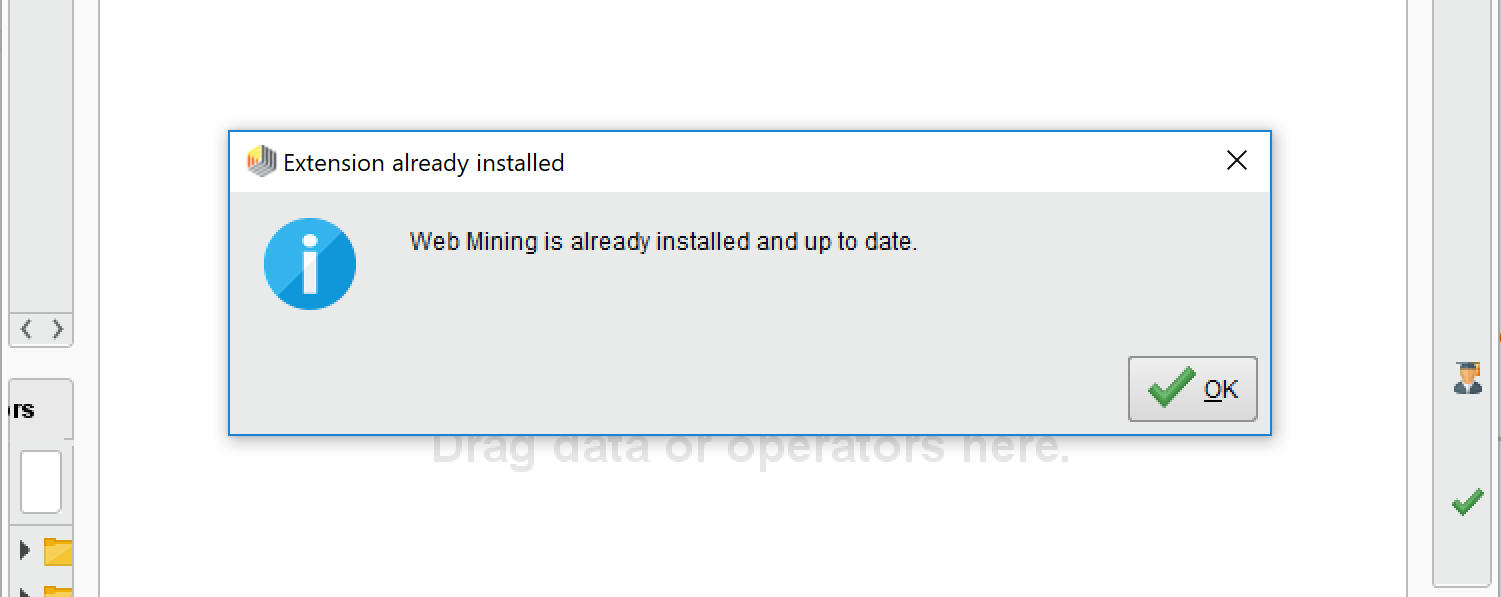 Extension already installed
Web Mining is already installed and up to date.
OK
Drag data or operators here.
rs